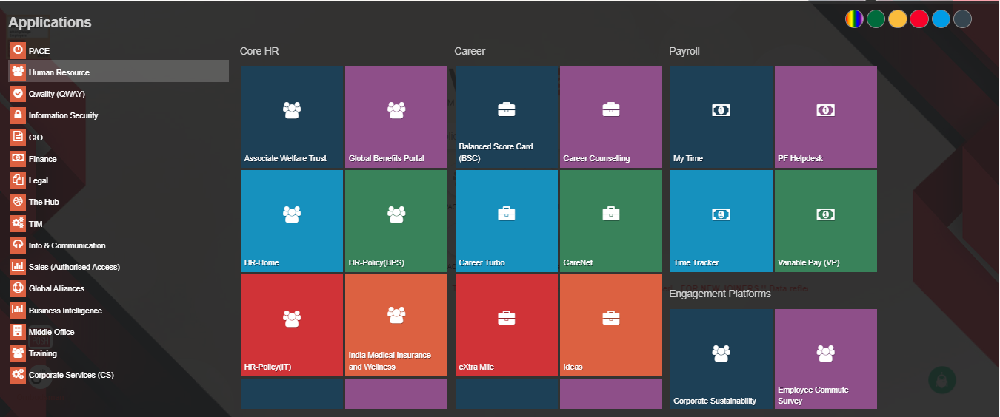 Applications
PACE
Human Resource
Qwality (QWAY)
Information Security
CIO
Finance
Legal
The Hub
TIM
Info & Communication
Sales (Authorised Access)
Global Alliances
Business Intelligence
Middle Office
Training
Corporate Services (CS)
Core HR
Associate Welfare Trust
Global Benefits Portal
HR-Home
HR-Policy(BPS)
HR-Policy(IT)
India Medical Insurance
and Wellness
Career
Balanced Score Card
(BSC)
Career Counselling
Career Turbo
CareNet
eXtra Mile
Ideas
Payroll
My Time
PF Helpdesk
Time Tracker
Variable Pay (VP)
FOR NEW JOINERS :: Data refle
Engagement Platforms
Corporate Sustainability
Employee Commute
Survey